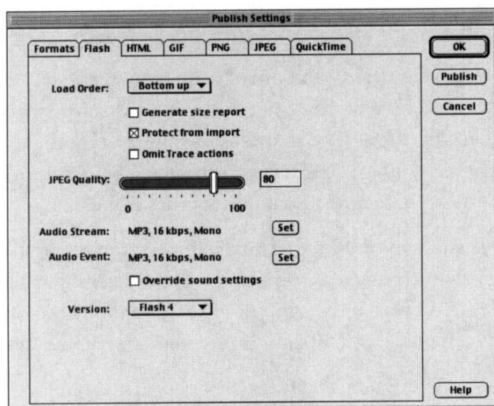 Publish Settings
Formats Flash HTML GIF PNG JPEG QuickTime
OK
Publish
Cancel
Load Order: Bottom up
Generate size report
Protect from import
Omit Trace actions
JPEG Quality: 80
0 100
Audio Stream: MP3, 16 kbps, Mono Set
Audio Event: MP3, 16 kbps, Mono Set
Override sound settings
Version: Flash 4
Help